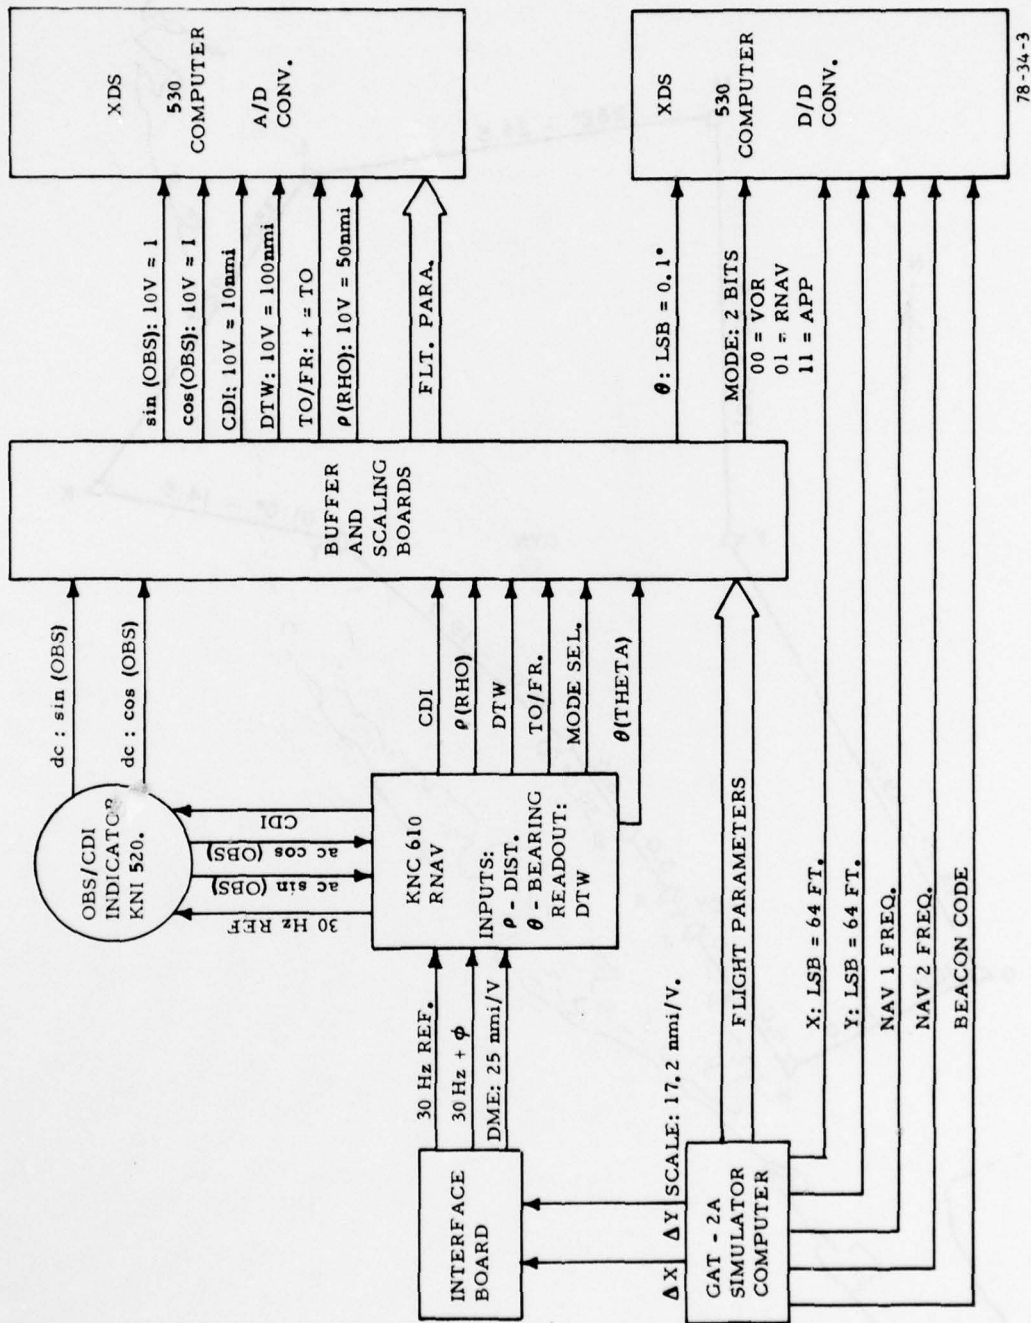 XDS
530
COMPUTER
A/D
CONV.
XDS
530
COMPUTER
D/D
CONV.
78-34-3
sin (OBS): 10V = 1
cos(OBS): 10V = 1
CDI: 10V = 10nmi
DTW: 10V = 100nmi
TO/FR: + = TO
ρ(RHO): 10V = 50nmi
FLT. PARA.
θ: LSB = 0.1°
MODE: 2 BITS
00 = VOR
01 = RNAV
11 = APP
BUFFER
AND
SCALING
BOARDS
dc : sin (OBS)
dc : cos (OBS)
CDI
ρ(RHO)
DTW
TO/FR.
MODE SEL.
θ(THETA)
OBS/CDI
INDICATOR
KNI 520.
CDI
ac cos (OBS)
ac sin (OBS)
30 Hz REF
KNC 610
RNAV
INPUTS:
ρ - DIST.
θ - BEARING
READOUT:
DTW
FLIGHT PARAMETERS
X: LSB = 64 FT.
Y: LSB = 64 FT.
NAV 1 FREQ.
NAV 2 FREQ.
BEACON CODE
30 Hz REF.
30 Hz + ϕ
DME: 25 nmi/V
INTERFACE
BOARD
ΔX ΔY SCALE: 17.2 nmi/V.
GAT - 2A
SIMULATOR
COMPUTER